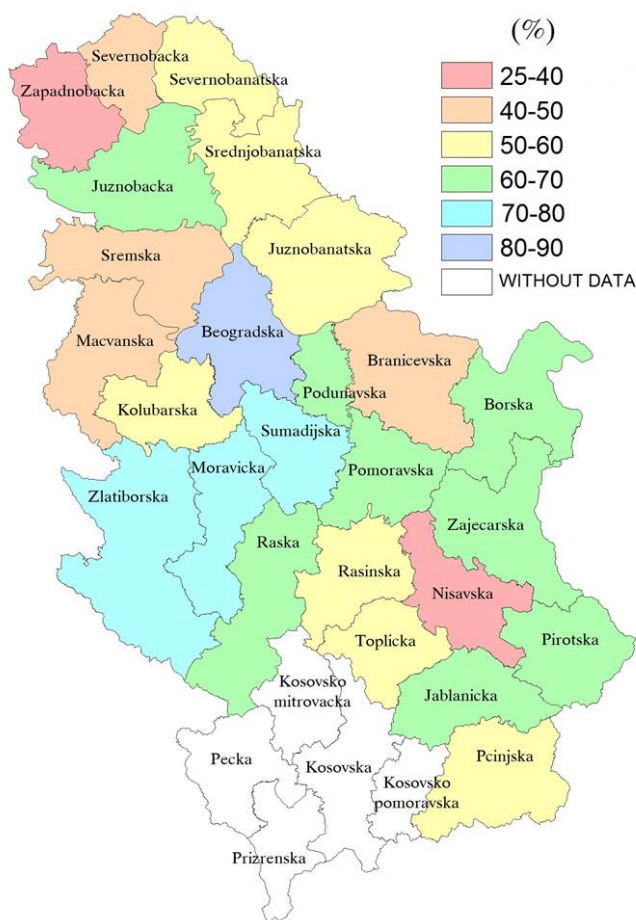 (%)
25-40
40-50
50-60
60-70
70-80
80-90
WITHOUT DATA
Severnobacka
Zapadnobacka
Severnobanatska
Srednjobanatska
Juznobacka
Juznobanatska
Sremska
Beogradska
Macvanska
Branicevska
Podunavska
Kolubarska
Borska
Sumadijska
Moravicka
Pomoravska
Zlatiborska
Zajecarska
Raska
Rasinska
Nisavska
Toplicka
Pirotska
Kosovsko
mitrovacka
Jablanicka
Pecka
Kosovska
Pcinjska
Kosovsko
pomoravska
Prizrenska